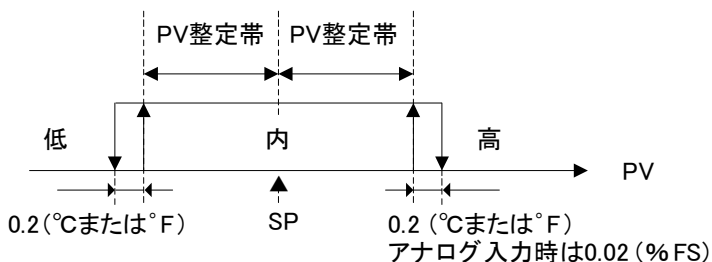 PV整定帯 PV整定帯
低 内 高
PV
0.2(℃または°F) SP 0.2(℃または°F)
アナログ入力時は0.02(%FS)